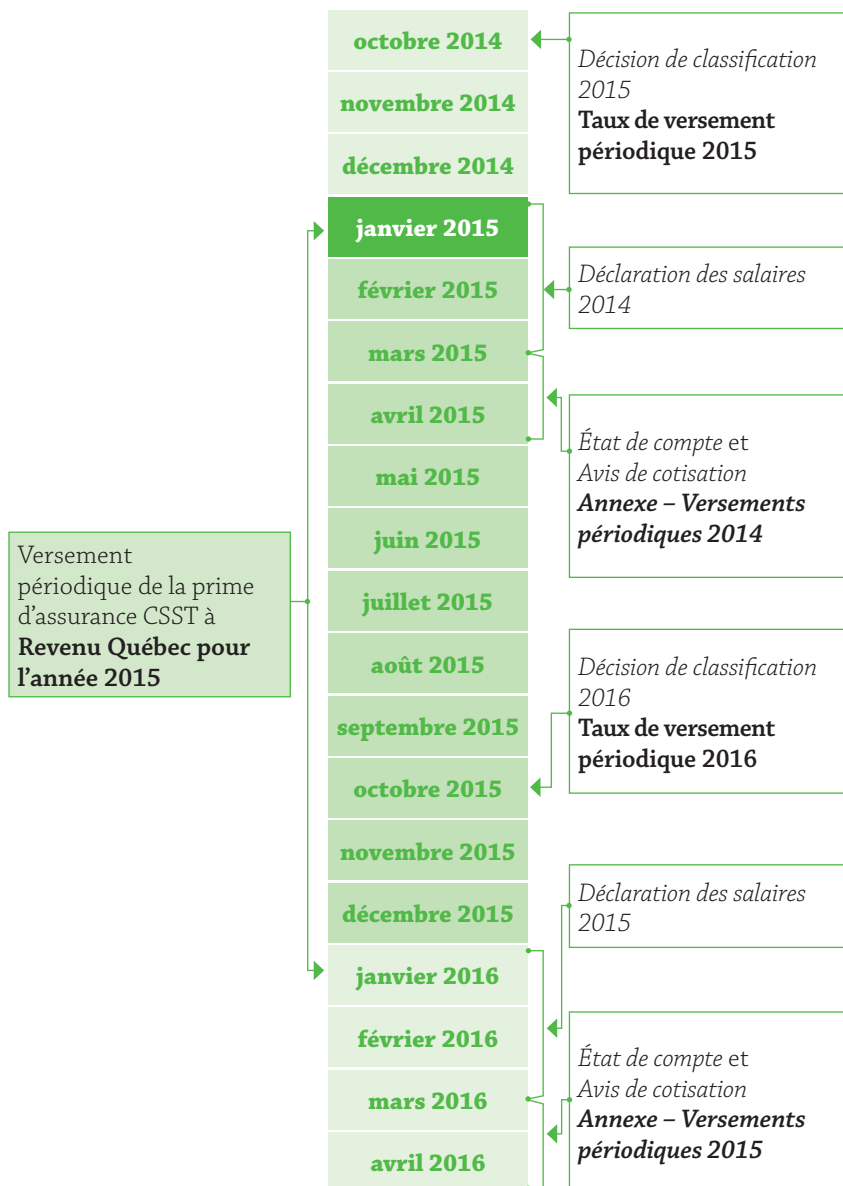 octobre 2014
novembre 2014
décembre 2014
janvier 2015
février 2015
mars 2015
avril 2015
mai 2015
juin 2015
juillet 2015
août 2015
septembre 2015
octobre 2015
novembre 2015
décembre 2015
janvier 2016
février 2016
mars 2016
avril 2016
Versement
périodique de la prime
d'assurance CSST à
Revenu Québec pour
l'année 2015
Décision de classification
2015
Taux de versement
périodique 2015
Déclaration des salaires
2014
État de compte et
Avis de cotisation
Annexe – Versements
périodiques 2014
Décision de classification
2016
Taux de versement
périodique 2016
Déclaration des salaires
2015
État de compte et
Avis de cotisation
Annexe – Versements
périodiques 2015